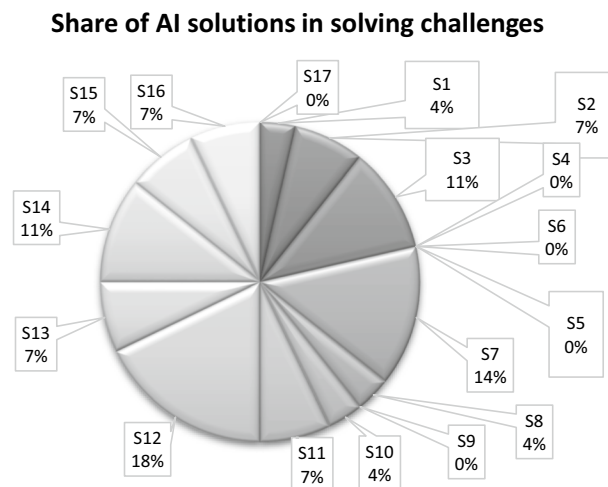 Share of AI solutions in solving challenges
S17
0%
S1
4%
S2
7%
S3
11%
S4
0%
S6
0%
S5
0%
S7
14%
S8
4%
S9
0%
S10
4%
S11
7%
S12
18%
S13
7%
S14
11%
S15
7%
S16
7%